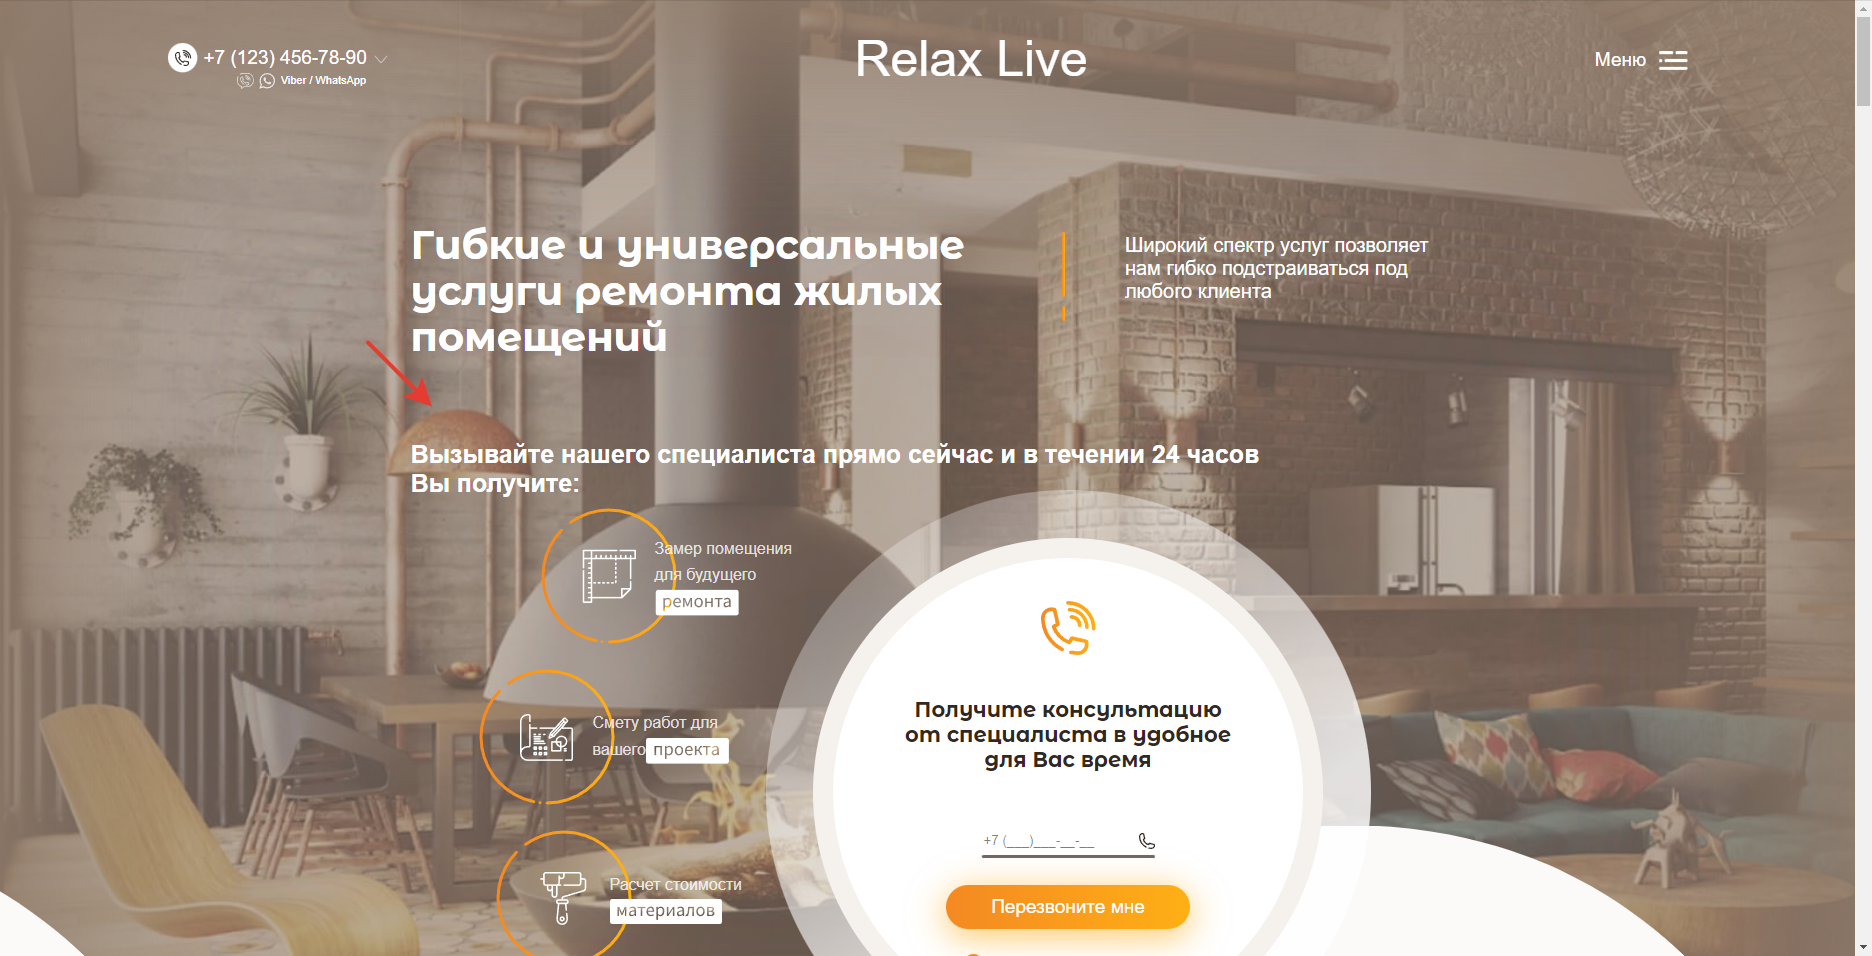 +7 (123) 456-78-90
Viber / WhatsApp
Relax Live
Меню
Гибкие и универсальные
услуги ремонта жилых
помещений
Широкий спектр услуг позволяет
нам гибко подстраиваться под
любого клиента
Вызывайте нашего специалиста прямо сейчас и в течении 24 часов
Вы получите:
Замер помещения
для будущего
ремонта
Смету работ для
вашего проекта
Расчет стоимости
материалов
Получите консультацию
от специалиста в удобное
для Вас время
+7 (___)___-__-__
Перезвоните мне